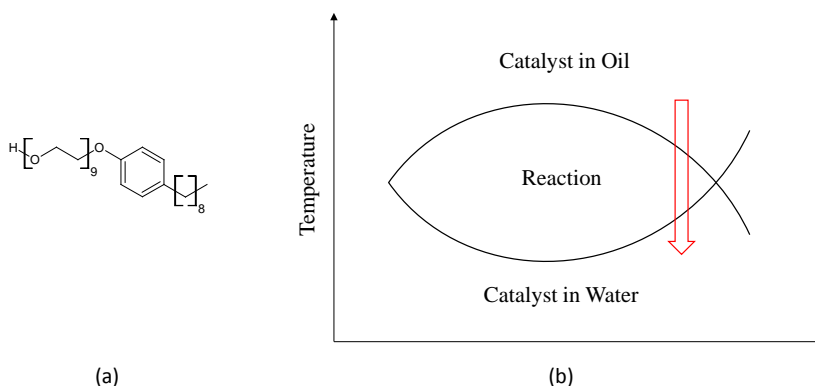 Catalyst in Oil
Temperature
Reaction
Catalyst in Water
H
O
9
O
8
(a)
(b)